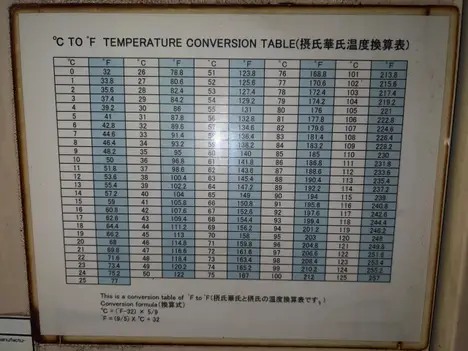 ℃ TO ℉ TEMPERATURE CONVERSION TABLE(摂氏華氏温度換算表)
℃ ℉ ℃ ℉ ℃ ℉ ℃ ℉ ℃ ℉
0 32 26 78.8 51 123.8 76 168.8 101 213.8
1 33.8 27 80.6 52 125.6 77 170.6 102 215.6
2 35.6 28 82.4 53 127.4 78 172.4 103 217.4
3 37.4 29 84.2 54 129.2 79 174.2 104 219.2
4 39.2 30 86 55 131 80 176 105 221
5 41 31 87.8 56 132.8 81 177.8 106 222.8
6 42.8 32 89.6 57 134.6 82 179.6 107 224.6
7 44.6 33 91.4 58 136.4 83 181.4 108 226.4
8 46.4 34 93.2 59 138.2 84 183.2 109 228.2
9 48.2 35 95 60 140 85 185 110 230
10 50 36 96.8 61 141.8 86 186.8 111 231.8
11 51.8 37 98.6 62 143.6 87 188.6 112 233.6
12 53.6 38 100.4 63 145.4 88 190.4 113 235.4
13 55.4 39 102.2 64 147.2 89 192.2 114 237.2
14 57.2 40 104 65 149 90 194 115 239
15 59 41 105.8 66 150.8 91 195.8 116 240.8
16 60.8 42 107.6 67 152.6 92 197.6 117 242.6
17 62.6 43 109.4 68 154.4 93 199.4 118 244.4
18 64.4 44 111.2 69 156.2 94 201.2 119 246.2
19 66.2 45 113 70 158 95 203 120 248
20 68 46 114.8 71 159.8 96 204.8 121 249.8
21 69.8 47 116.6 72 161.6 97 206.6 122 251.6
22 71.6 48 118.4 73 163.4 98 208.4 123 253.4
23 73.4 49 120.2 74 165.2 99 210.2 124 255.2
24 75.2 50 122 75 167 100 212 125 257
25 77
This is a conversion table of ℉ to ℉(摂氏華氏と摂氏の温度換算表です。)
Conversion formula(換算式)
℃ = (℉-32) × 5/9
℉ = (9/5) X ℃ + 32